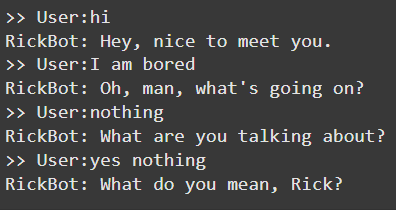 >> User:hi
RickBot: Hey, nice to meet you.
>> User:I am bored
RickBot: Oh, man, what's going on?
>> User:nothing
RickBot: What are you talking about?
>> User:yes nothing
RickBot: What do you mean, Rick?